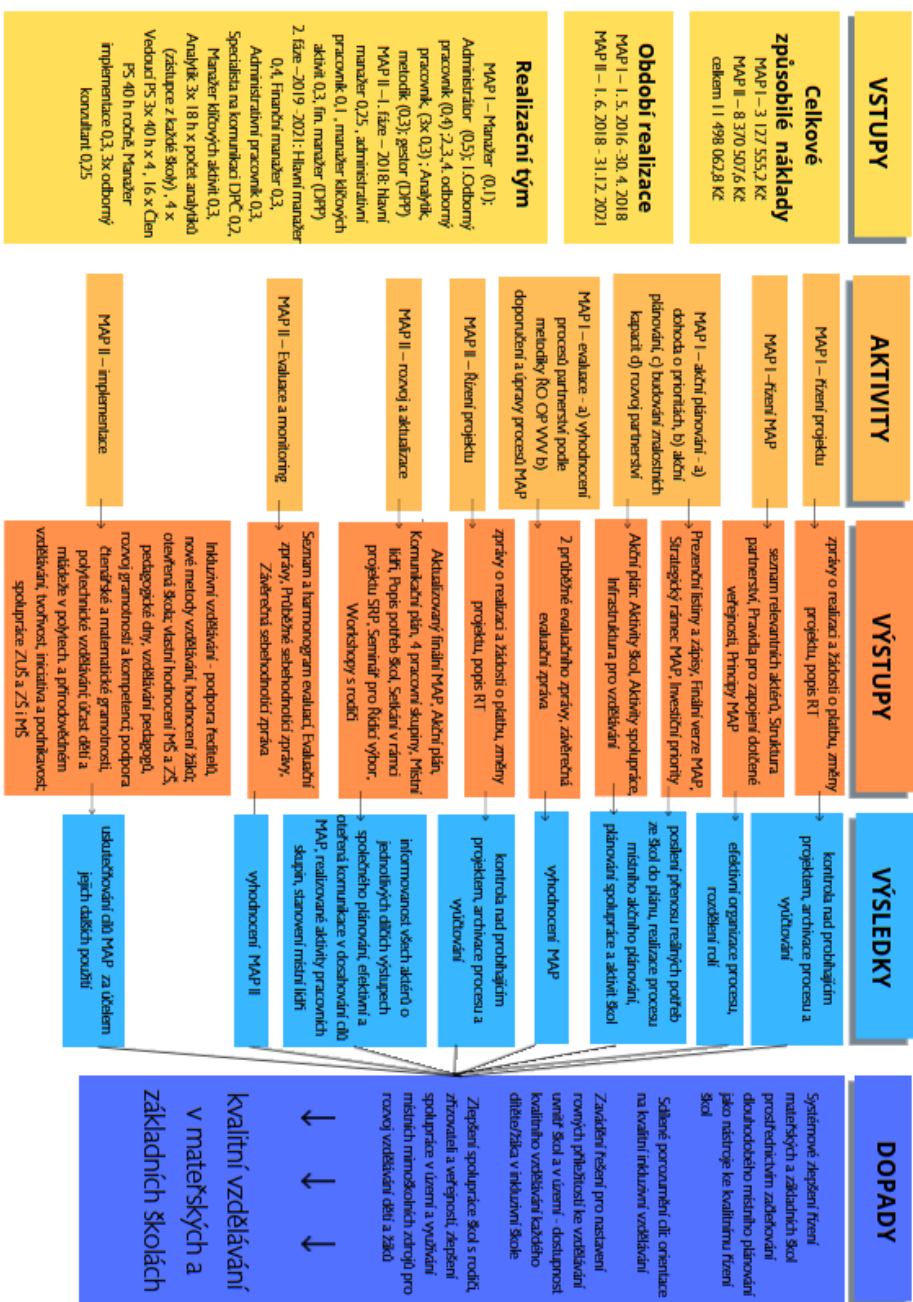 VSTUPY
Celkové
způsobilé náklady
MAP I – 3 127 555,2 Kč
MAP II – 8 370 507,6 Kč
celkem 11 498 062,8 Kč
Období realizace
MAP I – 1. 5. 2016 -30. 4. 2018
MAP II – 1. 6. 2018 - 31.12. 2021
Realizační tým
MAP I – Manažer (0,1);
Administrátor (0,5); 1.Odborný
pracovník (0,4) ;2.,3.,4. odborný
pracovník, (3x 0,3) ; Analytik,
metodik (0,3); gestor (DPP)
MAP II –1. fáze – 2018: hlavní
manažer 0,25 , administrativní
pracovník 0,1 , manažer klíčových
aktivit 0,3, fin. manažer (DPP)
2. fáze –2019 -2021: Hlavní manažer
0,4, Finanční manažer 0,3,
Administrativní pracovník 0,3,
Specialista na komunikaci DPČ 0,2,
Manažer klíčových aktivit 0,3,
Analytik 3x 18 h x počet analytiků
(zástupce z každé školy) , 4 x
Vedoucí PS 3x 40 h x 4 , 16 x Člen
PS 40 h ročně, Manažer
implementace 0,3, 3x odborný
konzultant 0,25
AKTIVITY
MAP I – řízení projektu
MAP I –řízení MAP
MAP I – akční plánování - a)
dohoda o prioritách, b) akční
plánování, c) budování znalostních
kapacit d) rozvoj partnerství
MAP I – evaluace - a) vyhodnocení
procesů partnerství podle
metodiky ŘO OP VVV b)
doporučení a úpravy procesů MAP
MAP II – Řízení projektu
MAP II – rozvoj a aktualizace
MAP II – Evaluace a monitoring
MAP II – implementace
VÝSTUPY
zprávy o realizaci a žádosti o platbu, změny
projektu, popis RT
seznam relevantních aktérů, Struktura
partnerství, Pravidla pro zapojení dotčené
veřejnosti, Principy MAP
Prezenční listiny a zápisy, Finální verze MAP,
Strategický rámec MAP, Investiční priority
Akční plán: Aktivity škol, Aktivity spolupráce,
Infrastruktura pro vzdělávání
2 průběžné evaluačního zprávy, závěrečná
evaluační zpráva
zprávy o realizaci a žádosti o platbu, změny
projektu, popis RT
Aktualizovaný finální MAP, Akční plán,
Komunikační plán, 4 pracovní skupiny, Místní
lídři, Popis potřeb škol, Setkání v rámci
projektu SRP, Seminář pro Řídicí výbor,
Workshopy s rodiči
Seznam a harmonogram evaluací, Evaluační
zprávy, Průběžné sebehodnotící zprávy,
Závěrečná sebehodnotící zpráva
Inkluzivní vzdělávání - podpora ředitelů,
nové metody vzdělávání, hodnocení žáků;
otevřená škola; vlastní hodnocení MŠ a ZŠ,
pedagogické dny, vzdělávání pedagogů,
rozvoj gramotností a kompetencí; podpora
čtenářské a matematické gramotnosti,
polytechnické vzdělávání; účast dětí a
mládeže v polytech. a přírodovědném
vzdělávání, tvořivost, iniciativa a podnikavost;
spolupráce ZUŠ a ZŠ i MŠ
VÝSLEDKY
kontrola nad probíhajícím
projektem, archivace procesu a
vyúčtování
efektivní organizace procesu,
rozdělení rolí
posílení přenosu reálných potřeb
ze škol do plánu, realizace procesu
místního akčního plánování,
plánování spolupráce a aktivit škol
vyhodnocení MAP
kontrola nad probíhajícím
projektem, archivace procesu a
vyúčtování
informovanost všech aktérů o
jednotlivých dílčích výstupech
společného plánování, efektivní a
oteřená komunikace v dosahování cílů
MAP, realizované aktivity pracovních
skupin, stanovení místní lídři
vyhodnocení MAP II
uskutečňování cílů MAP za účelem
jejich dalších použití
DOPADY
Systémové zlepšení řízení
mateřských a základních škol
prostřednictvím začleňování
dlouhodobého místního plánování
jako nástroje ke kvalitnímu řízení
škol
Sdílené porozumění cílů: orientace
na kvalitní inkluzivní vzdělávání
Zavádění řešení pro nastavení
rovných příležitostí ke vzdělávání
uvnitř škol a v území - dostupnost
kvalitního vzdělávání každého
dítěte/žáka v inkluzivní škole
Zlepšení spolupráce škol s rodiči,
zřizovateli a veřejností, zlepšení
spolupráce v území a využívání
místních mimoškolních zdrojů pro
rozvoj vzdělávání dětí a žáků
kvalitní vzdělávání
v mateřských a
základních školách